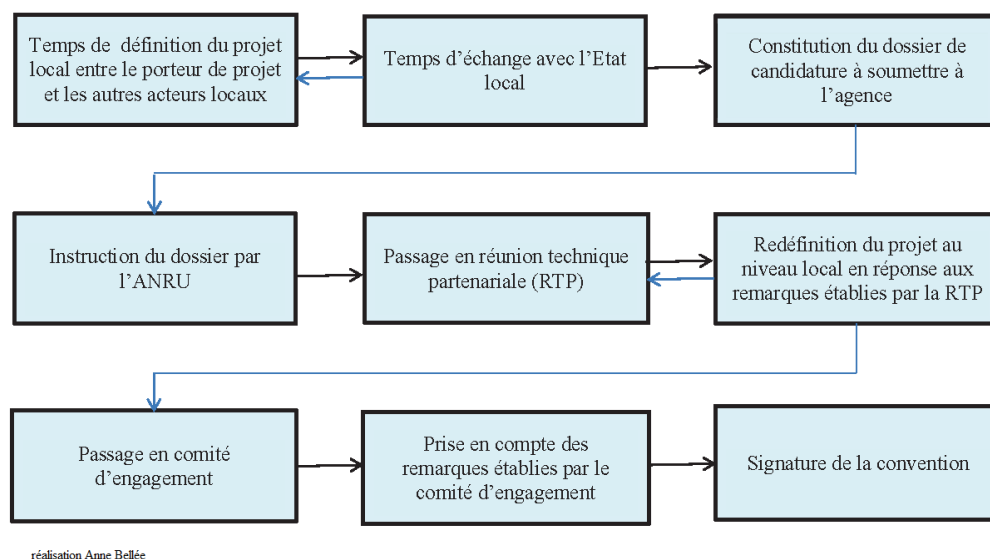 Temps de définition du projet
local entre le porteur de projet
et les autres acteurs locaux
Temps d'échange avec l'Etat
local
Constitution du dossier de
candidature à soumettre à
l'agence
Instruction du dossier par
l'ANRU
Passage en réunion technique
partenariale (RTP)
Redéfinition du projet au
niveau local en réponse aux
remarques établies par la RTP
Passage en comité
d'engagement
Prise en compte des
remarques établies par le
comité d'engagement
Signature de la convention
réalisation Anne Bellée